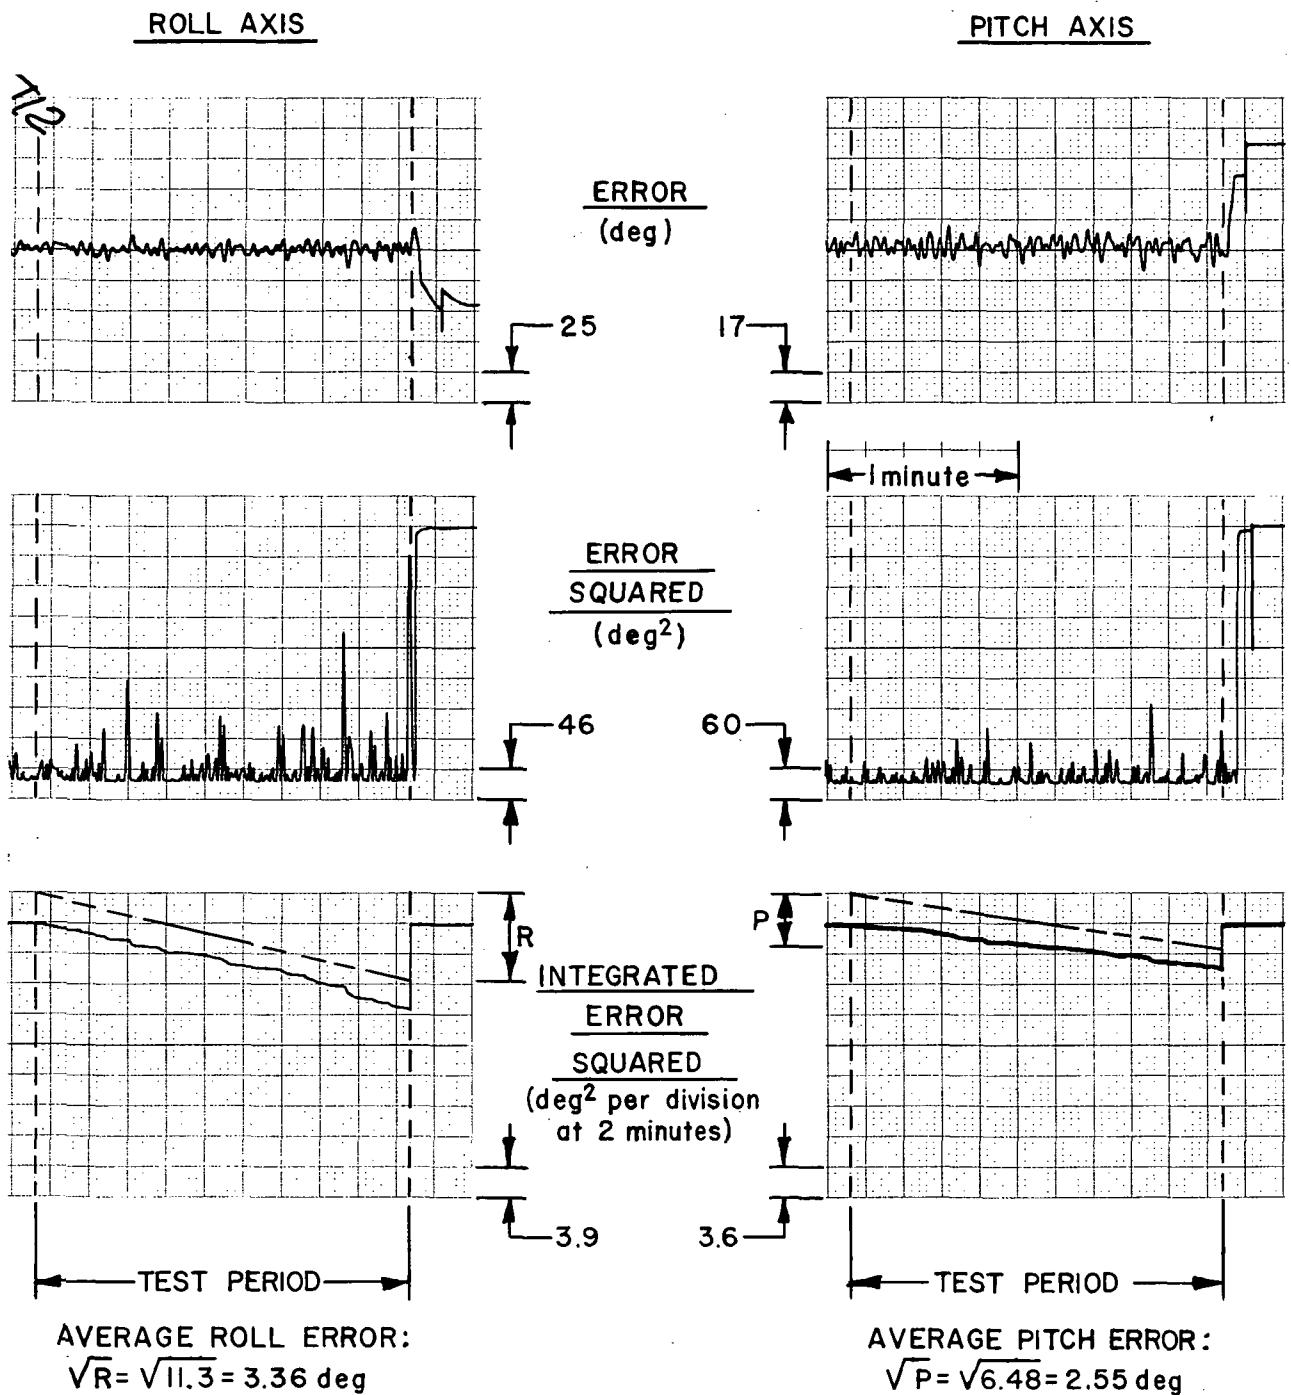 ROLL AXIS
PITCH AXIS
ERROR
(deg)
25
17
1 minute
ERROR
SQUARED
(deg²)
46
60
R
P
INTEGRATED
ERROR
SQUARED
(deg² per division
at 2 minutes)
3.9
3.6
TEST PERIOD
TEST PERIOD
AVERAGE ROLL ERROR:
√R = √11.3 = 3.36 deg
AVERAGE PITCH ERROR:
√P = √6.48 = 2.55 deg